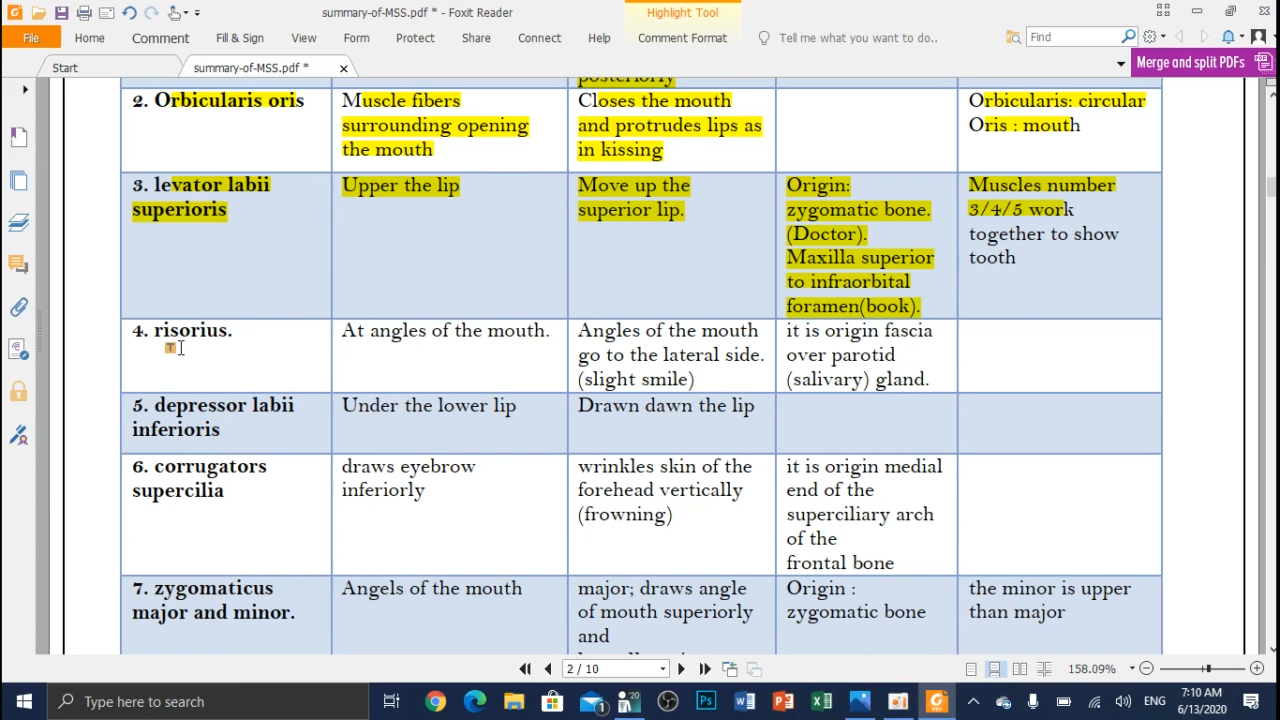 summary-of-MSS.pdf * - Foxit Reader
Highlight Tool
File
Home
Comment
Fill & Sign
View
Form
Protect
Share
Connect
Help
Comment Format
Tell me what you want to do..
Find
Start
summary-of-MSS.pdf *
Merge and split PDFs
posteriorly
2. Orbicularis oris
Muscle fibers
surrounding opening
the mouth
Closes the mouth
and protrudes lips as
in kissing
Orbicularis: circular
Oris : mouth
3. levator labii
superioris
Upper the lip
Move up the
superior lip.
Origin:
zygomatic bone.
(Doctor).
Maxilla superior
to infraorbital
foramen(book).
Muscles number
3/4/5 work
together to show
tooth
4. risorius.
At angles of the mouth.
Angles of the mouth
go to the lateral side.
(slight smile)
it is origin fascia
over parotid
(salivary) gland.
5. depressor labii
inferioris
Under the lower lip
Drawn dawn the lip
6. corrugators
supercilia
draws eyebrow
inferiorly
wrinkles skin of the
forehead vertically
(frowning)
it is origin medial
end of the
superciliary arch
of the
frontal bone
7. zygomaticus
major and minor.
Angels of the mouth
major; draws angle
of mouth superiorly
and
Origin :
zygomatic bone
the minor is upper
than major
2 / 10
158.09%
Type here to search
ENG
7:10 AM
6/13/2020